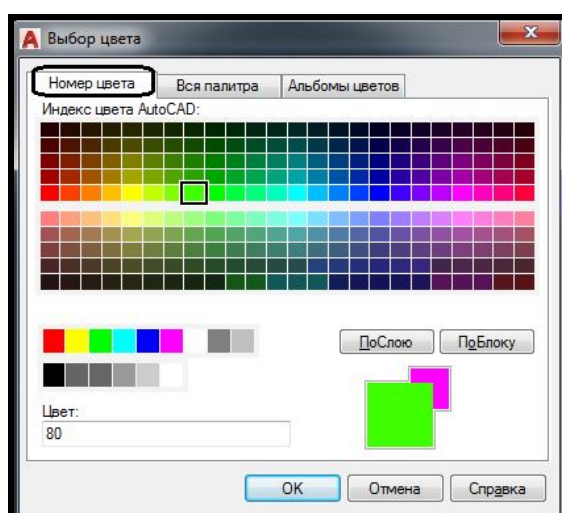 A Выбор цвета
Номер цвета Вся палитра Альбомы цветов
Индекс цвета AutoCAD:
ПоСлою ПоБлоку
Цвет:
80
OK Отмена Справка